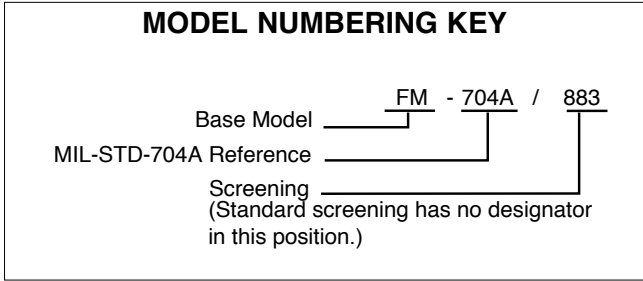 MODEL NUMBERING KEY
FM - 704A / 883
Base Model
MIL-STD-704A Reference
Screening
(Standard screening has no designator
in this position.)